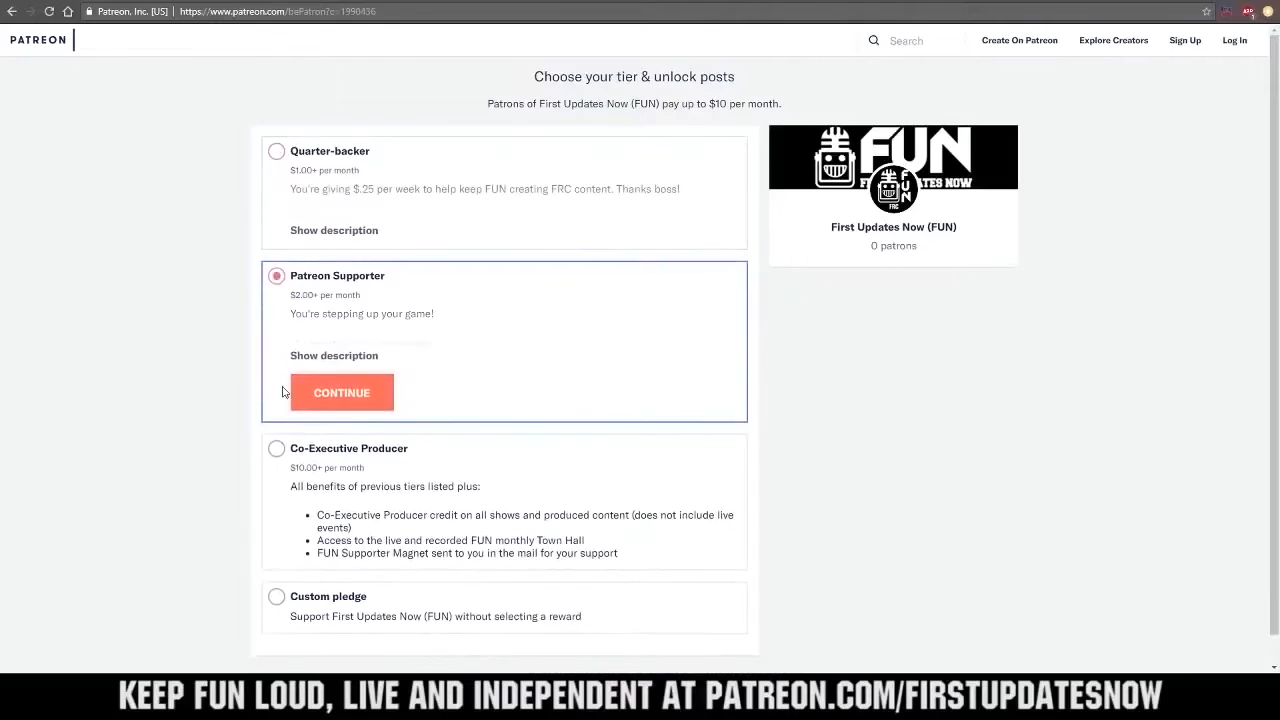 Patreon, Inc. [US] | https://www.patreon.com/bePatron?c=1990436
PATREON
Search
Create On Patreon
Explore Creators
Sign Up
Log In
Choose your tier & unlock posts
Patrons of First Updates Now (FUN) pay up to $10 per month.
Quarter-backer
$1.00+ per month
You're giving $.25 per week to help keep FUN creating FRC content. Thanks boss!
Show description
Patreon Supporter
$2.00+ per month
You're stepping up your game!
Show description
CONTINUE
Co-Executive Producer
$10.00+ per month
All benefits of previous tiers listed plus:
• Co-Executive Producer credit on all shows and produced content (does not include live
events)
• Access to the live and recorded FUN monthly Town Hall
• FUN Supporter Magnet sent to you in the mail for your support
Custom pledge
Support First Updates Now (FUN) without selecting a reward
FUN
FUN
FRC
First Updates Now (FUN)
0 patrons
KEEP FUN LOUD, LIVE AND INDEPENDENT AT PATREON.COM/FIRSTUPDATESNOW